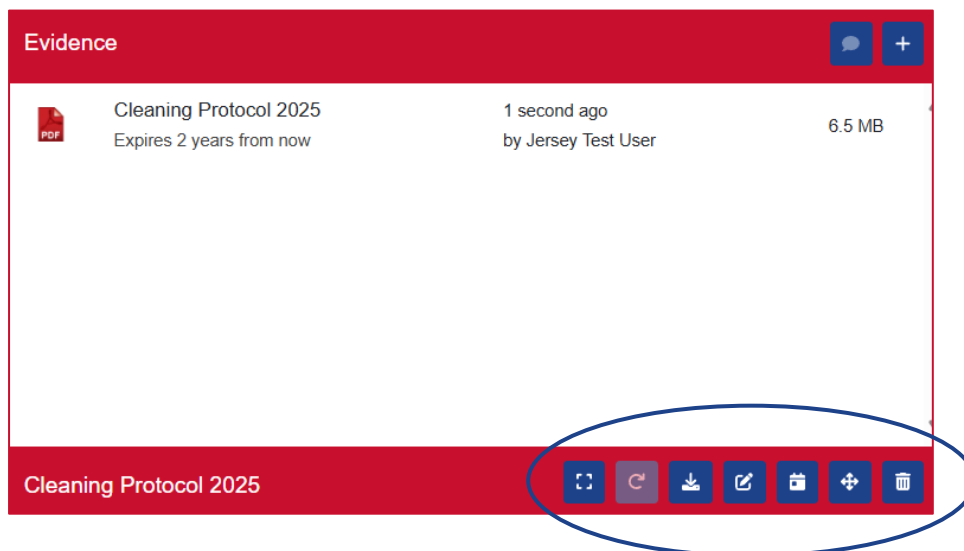 Evidence
PDF
Cleaning Protocol 2025
Expires 2 years from now
1 second ago
by Jersey Test User
6.5 MB
Cleaning Protocol 2025